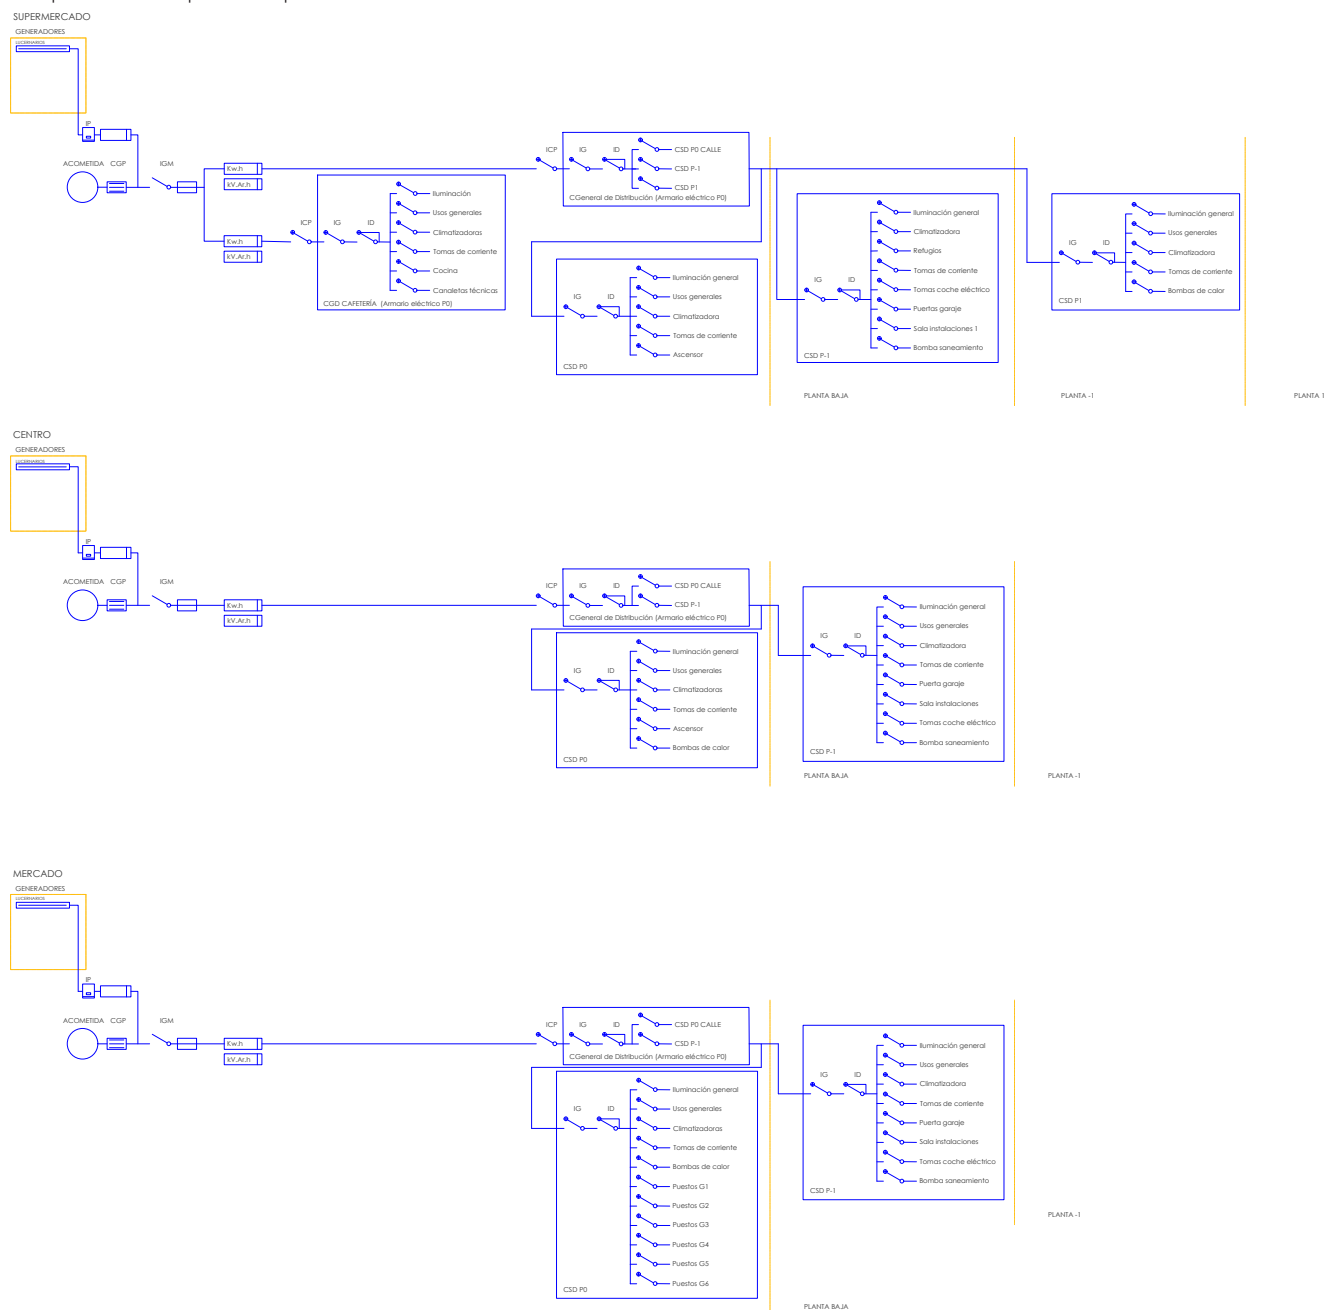 SUPERMERCADO
GENERADORES
LUCERNARIOS
IP
ACOMETIDA CGP IGM
Kw.h
kV.Ar.h
Kw.h
kV.Ar.h
ICP IG ID
Iluminación
Usos generales
Climatizadoras
Tomas de corriente
Cocina
Canaletas técnicas
CGD CAFETERÍA (Armario eléctrico P0)
ICP IG ID
CSD P0 CALLE
CSD P-1
CSD P1
CGeneral de Distribución (Armario eléctrico P0)
IG ID
Iluminación general
Usos generales
Climatizadora
Tomas de corriente
Ascensor
CSD P0
IG ID
Iluminación general
Climatizadora
Refugios
Tomas de corriente
Tomas coche eléctrico
Puertas garaje
Sala instalaciones 1
Bomba saneamiento
CSD P-1
IG ID
Iluminación general
Usos generales
Climatizadora
Tomas de corriente
Bombas de calor
CSD P1
PLANTA BAJA
PLANTA -1
PLANTA 1
CENTRO
GENERADORES
LUCERNARIOS
IP
ACOMETIDA CGP IGM
Kw.h
kV.Ar.h
ICP IG ID
CSD P0 CALLE
CSD P-1
CGeneral de Distribución (Armario eléctrico P0)
IG ID
Iluminación general
Usos generales
Climatizadoras
Tomas de corriente
Ascensor
Bombas de calor
CSD P0
IG ID
Iluminación general
Usos generales
Climatizadora
Tomas de corriente
Puerta garaje
Sala instalaciones
Tomas coche eléctrico
Bomba saneamiento
CSD P-1
PLANTA BAJA
PLANTA -1
MERCADO
GENERADORES
LUCERNARIOS
IP
ACOMETIDA CGP IGM
Kw.h
kV.Ar.h
ICP IG ID
CSD P0 CALLE
CSD P-1
CGeneral de Distribución (Armario eléctrico P0)
IG ID
Iluminación general
Usos generales
Climatizadoras
Tomas de corriente
Bombas de calor
Puestos G1
Puestos G2
Puestos G3
Puestos G4
Puestos G5
Puestos G6
CSD P0
IG ID
Iluminación general
Usos generales
Climatizadora
Tomas de corriente
Puerta garaje
Sala instalaciones
Tomas coche eléctrico
Bomba saneamiento
CSD P-1
PLANTA -1
PLANTA BAJA